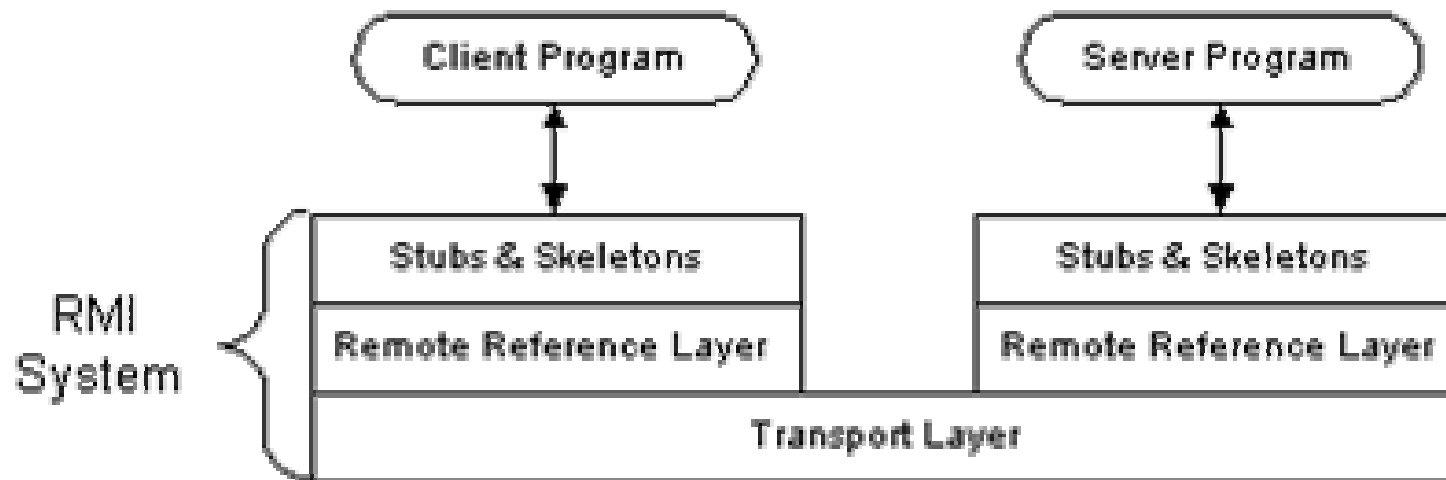 Client Program
Server Program
Stubs & Skeletons
Stubs & Skeletons
RMI
System
Remote Reference Layer
Remote Reference Layer
Transport Layer